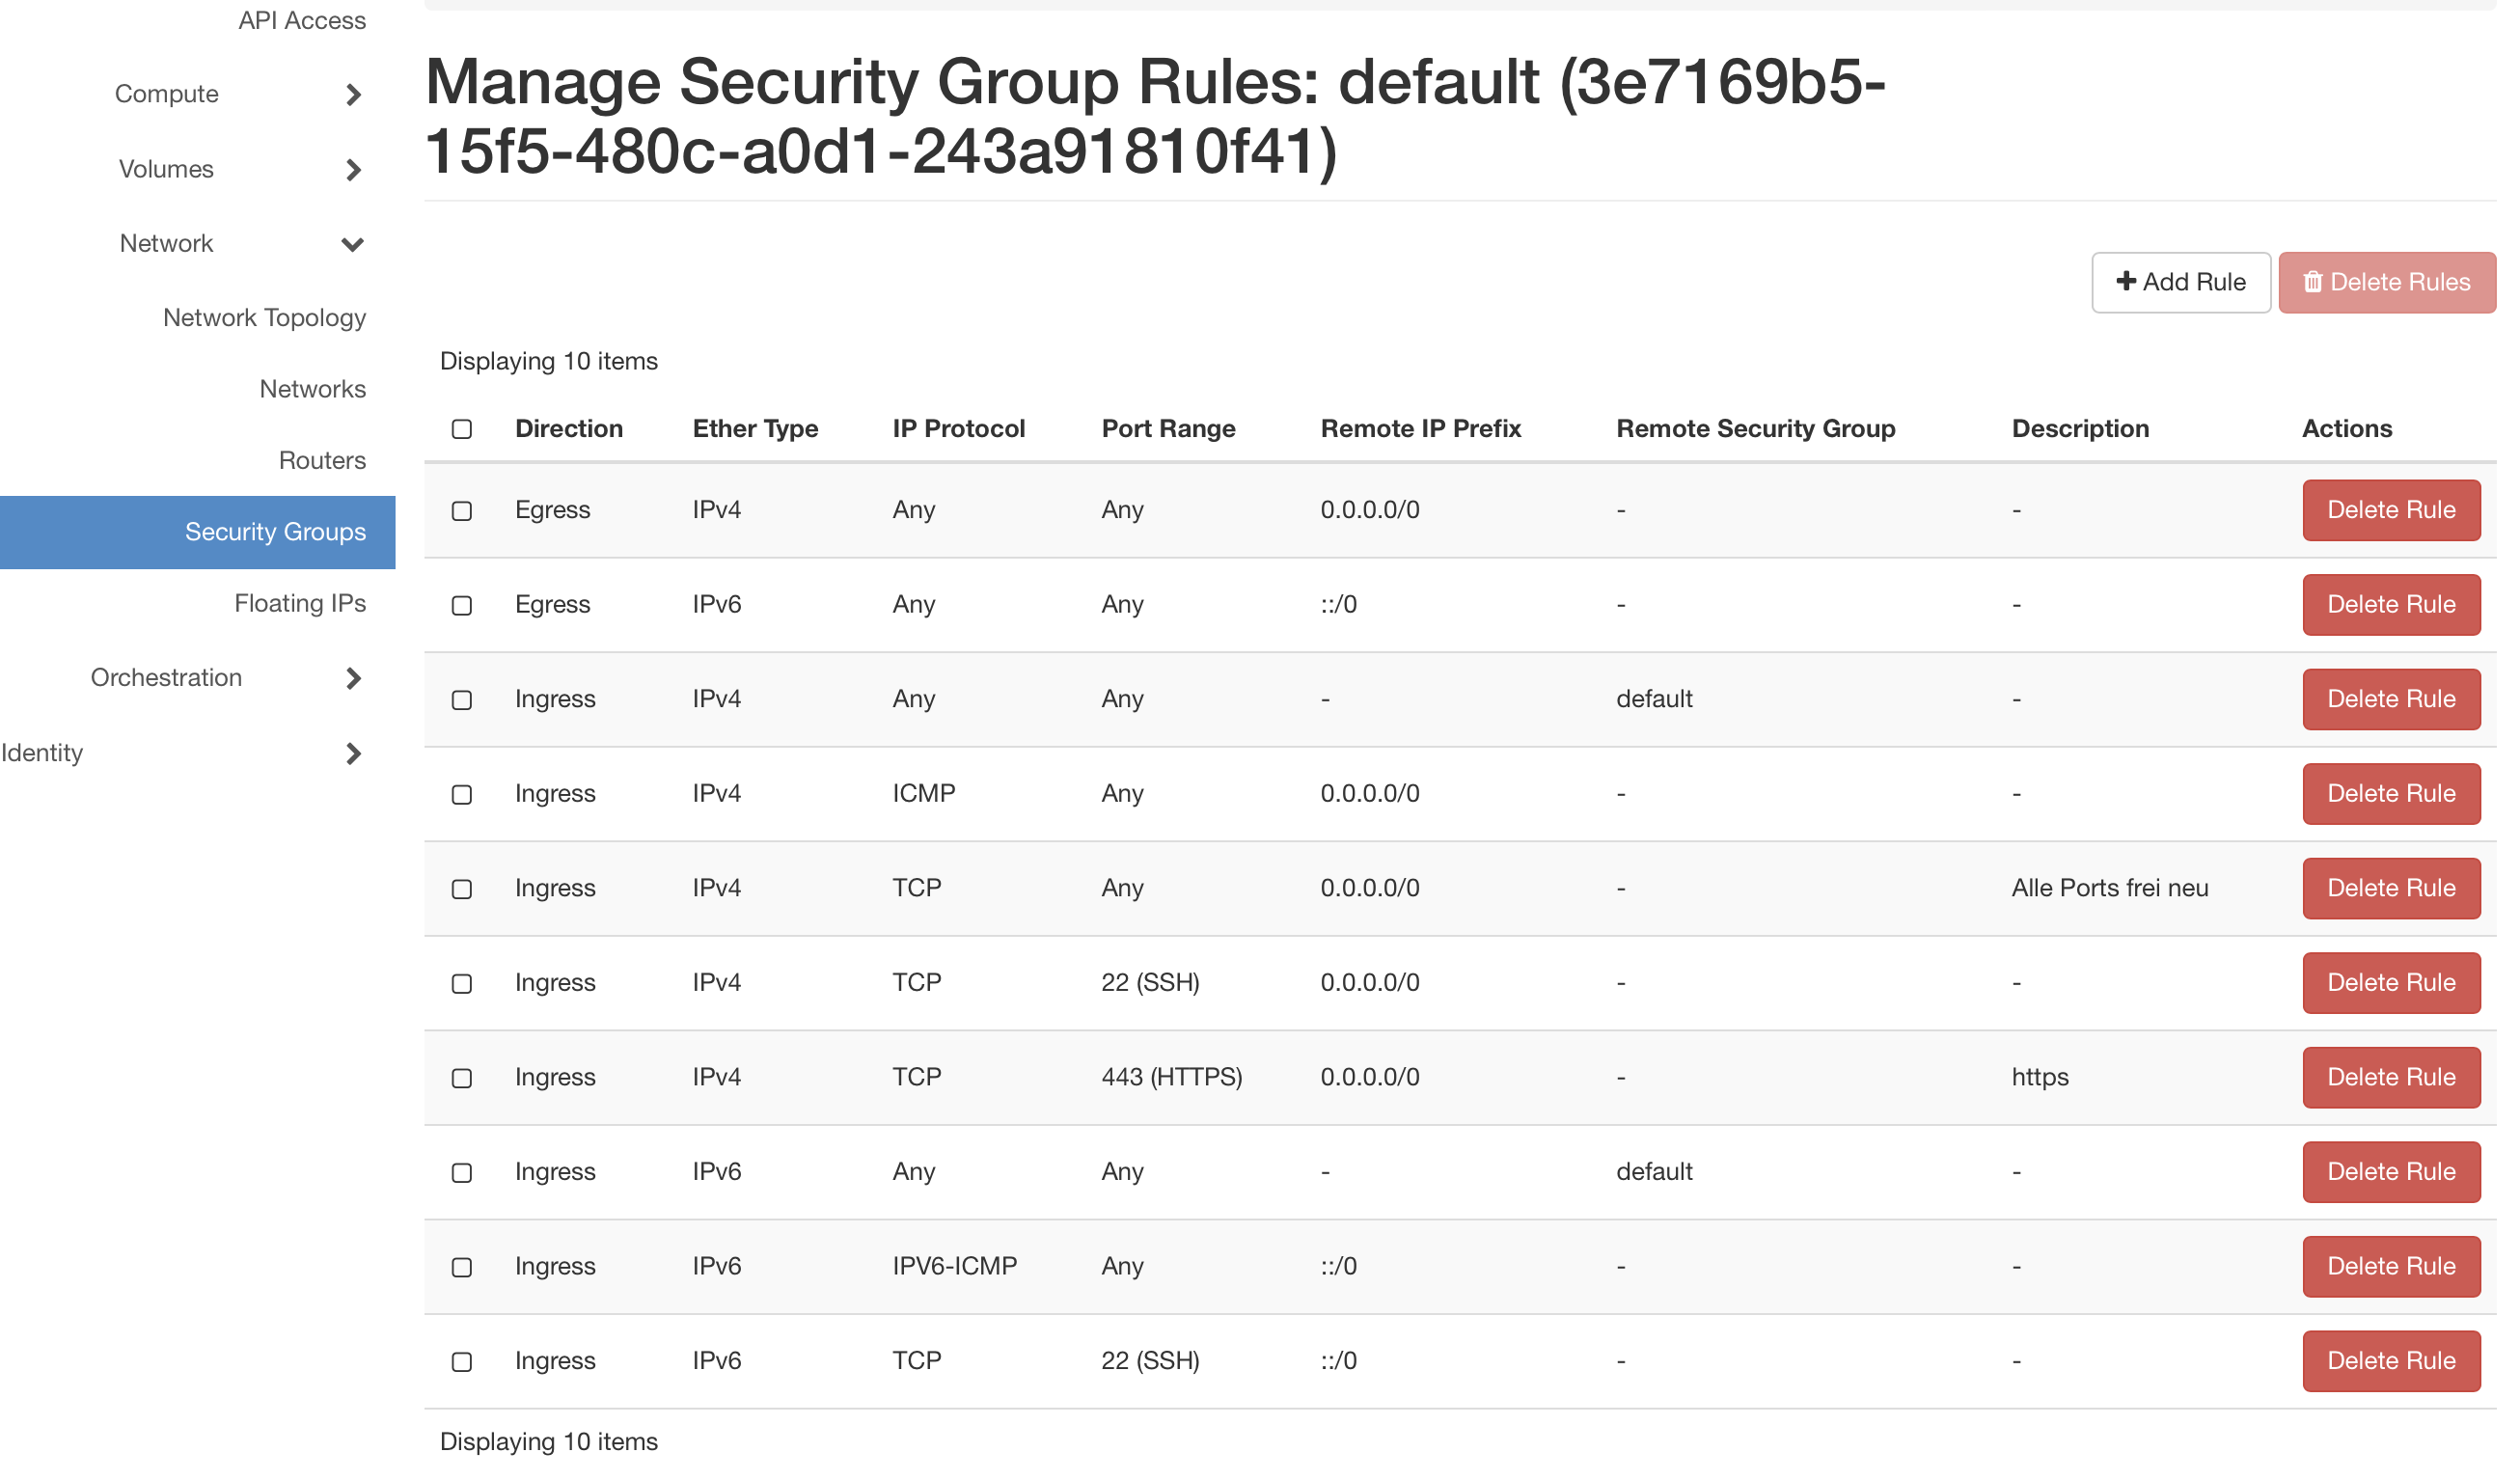 API Access
Compute
Volumes
Network
Network Topology
Networks
Routers
Security Groups
Floating IPs
Orchestration
Identity
Manage Security Group Rules: default (3e7169b5-
15f5-480c-a0d1-243a91810f41)
Add Rule Delete Rules
Displaying 10 items
Direction Ether Type IP Protocol Port Range Remote IP Prefix Remote Security Group Description Actions
Egress IPv4 Any Any 0.0.0.0/0 - - Delete Rule
Egress IPv6 Any Any ::/0 - - Delete Rule
Ingress IPv4 Any Any - default - Delete Rule
Ingress IPv4 ICMP Any 0.0.0.0/0 - - Delete Rule
Ingress IPv4 TCP Any 0.0.0.0/0 - Alle Ports frei neu Delete Rule
Ingress IPv4 TCP 22 (SSH) 0.0.0.0/0 - - Delete Rule
Ingress IPv4 TCP 443 (HTTPS) 0.0.0.0/0 - https Delete Rule
Ingress IPv6 Any Any - default - Delete Rule
Ingress IPv6 IPV6-ICMP Any ::/0 - - Delete Rule
Ingress IPv6 TCP 22 (SSH) ::/0 - - Delete Rule
Displaying 10 items